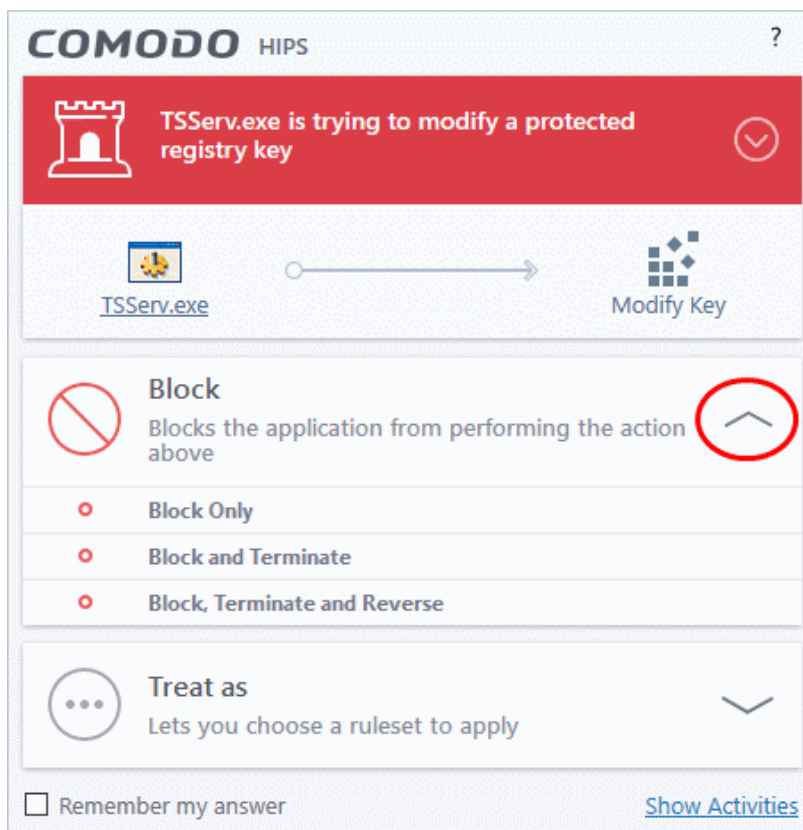 COMODO HIPS ?
TSServ.exe is trying to modify a protected
registry key
TSServ.exe Modify Key
Block
Blocks the application from performing the action
above
Block Only
Block and Terminate
Block, Terminate and Reverse
Treat as
Lets you choose a ruleset to apply
Remember my answer Show Activities